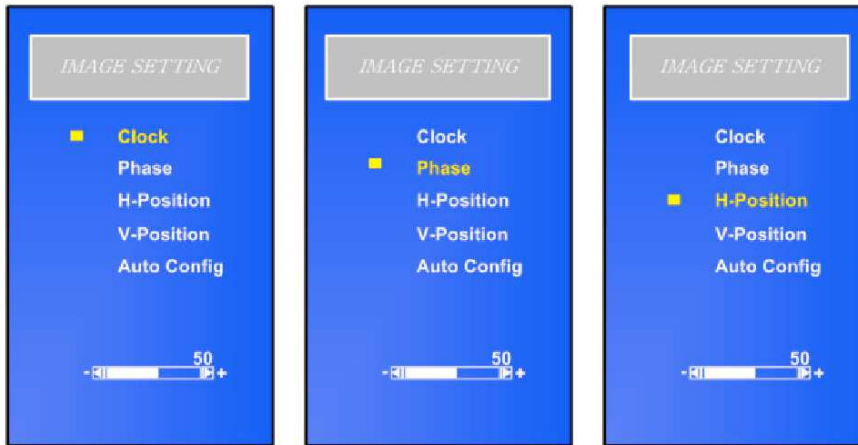 IMAGE SETTING
Clock
Phase
H-Position
V-Position
Auto Config
50
- +
IMAGE SETTING
Clock
Phase
H-Position
V-Position
Auto Config
50
- +
IMAGE SETTING
Clock
Phase
H-Position
V-Position
Auto Config
50
- +